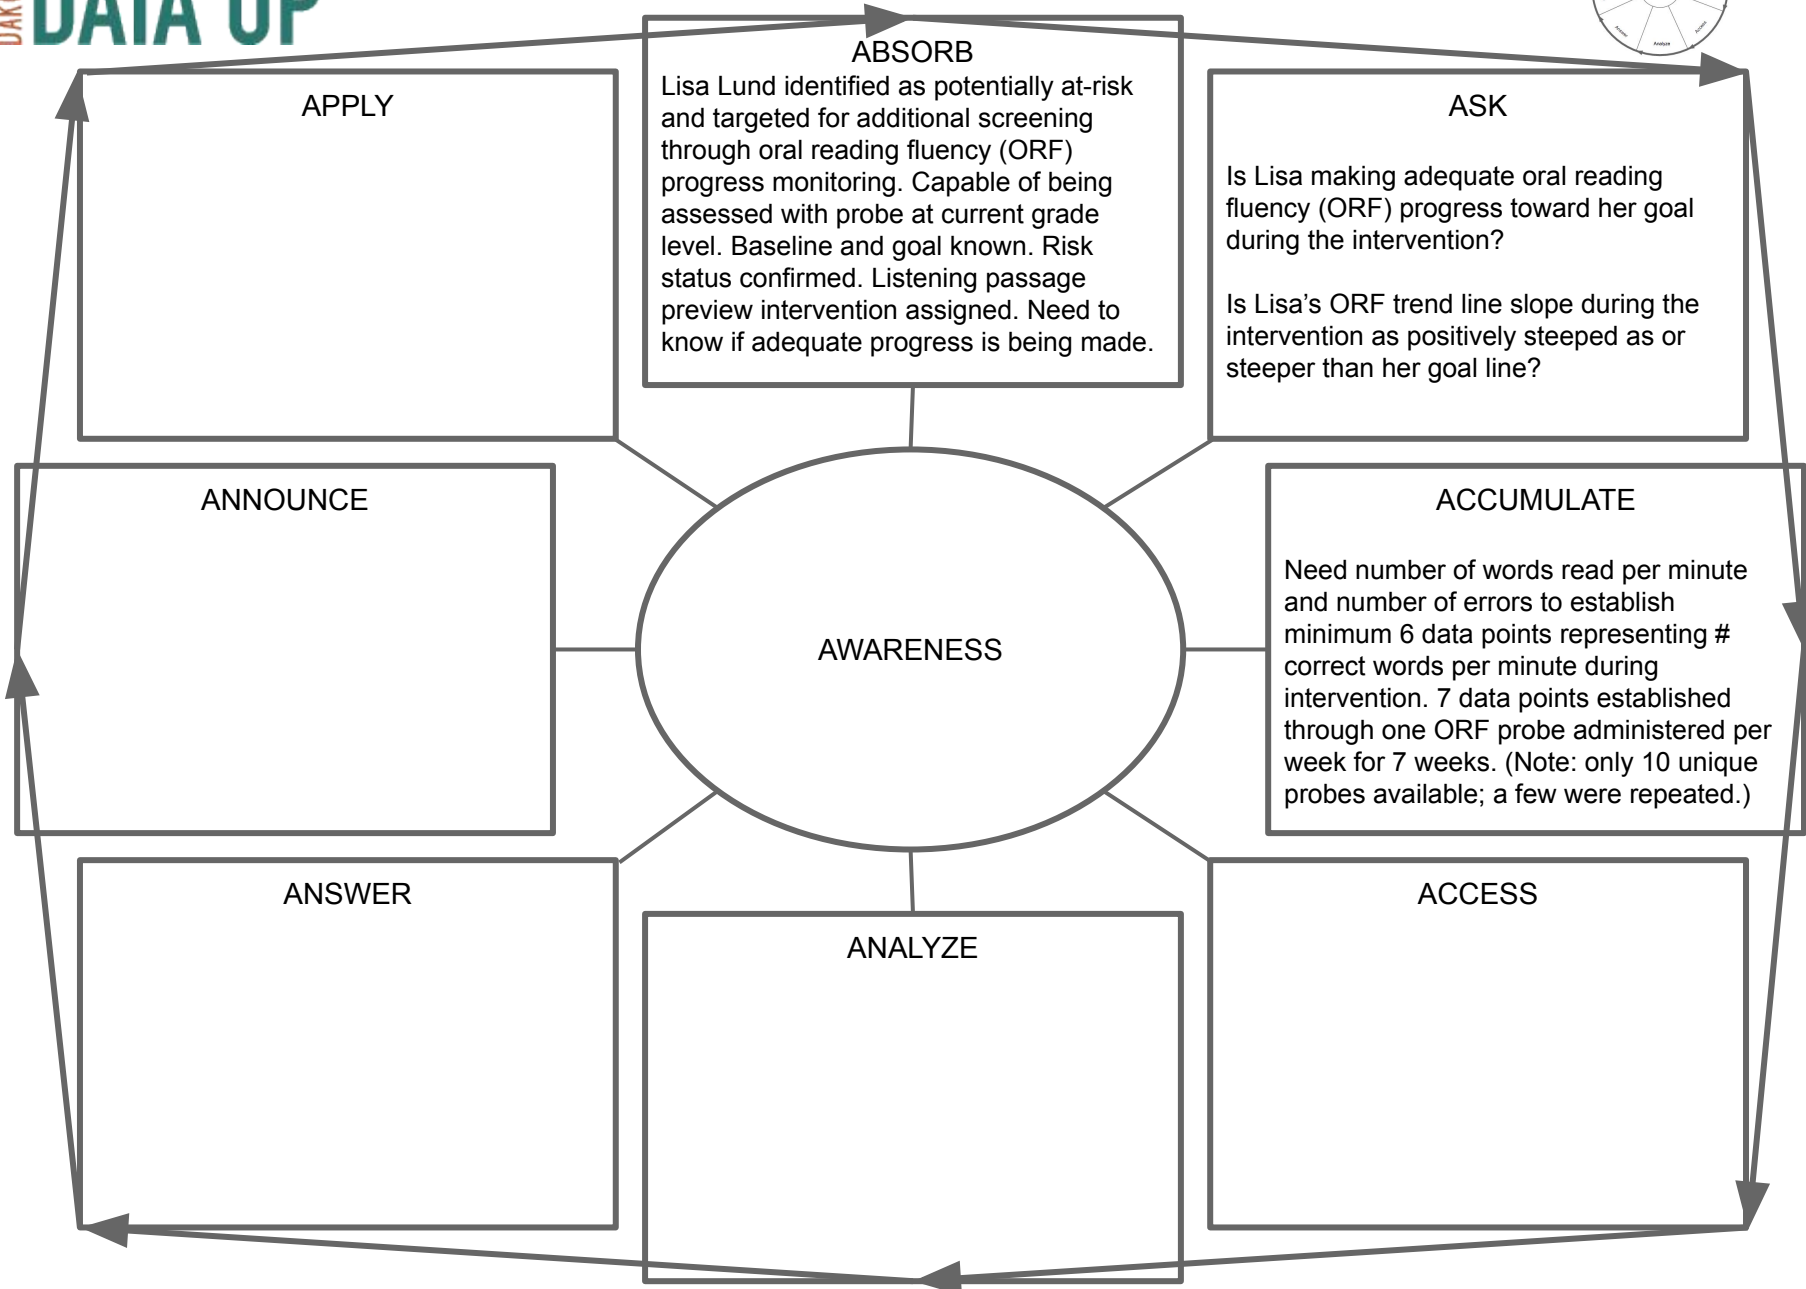 DATA UP
ABSORB
Lisa Lund identified as potentially at-risk
and targeted for additional screening
through oral reading fluency (ORF)
progress monitoring. Capable of being
assessed with probe at current grade
level. Baseline and goal known. Risk
status confirmed. Listening passage
preview intervention assigned. Need to
know if adequate progress is being made.
ASK
Is Lisa making adequate oral reading
fluency (ORF) progress toward her goal
during the intervention?
Is Lisa’s ORF trend line slope during the
intervention as positively steeped as or
steeper than her goal line?
ACCUMULATE
Need number of words read per minute
and number of errors to establish
minimum 6 data points representing #
correct words per minute during
intervention. 7 data points established
through one ORF probe administered per
week for 7 weeks. (Note: only 10 unique
probes available; a few were repeated.)
ACCESS
ANALYZE
ANSWER
ANNOUNCE
APPLY
AWARENESS
Answer
Analyze
Access